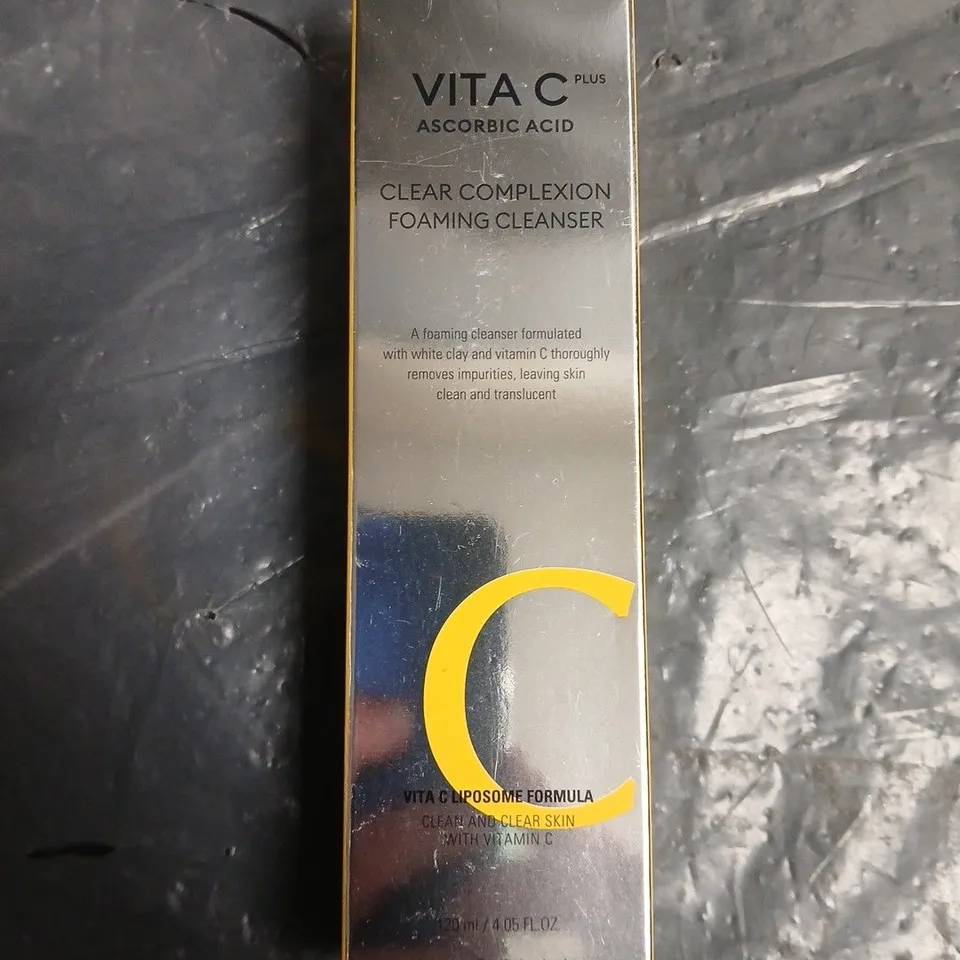 VITA C PLUS
ASCORBIC ACID
CLEAR COMPLEXION
FOAMING CLEANSER
A foaming cleanser formulated
with white clay and vitamin C thoroughly
removes impurities, leaving skin
clean and translucent
C
VITA C LIPOSOME FORMULA
CLEAN AND CLEAR SKIN
WITH VITAMIN C
120 ml / 4.05 FL.OZ